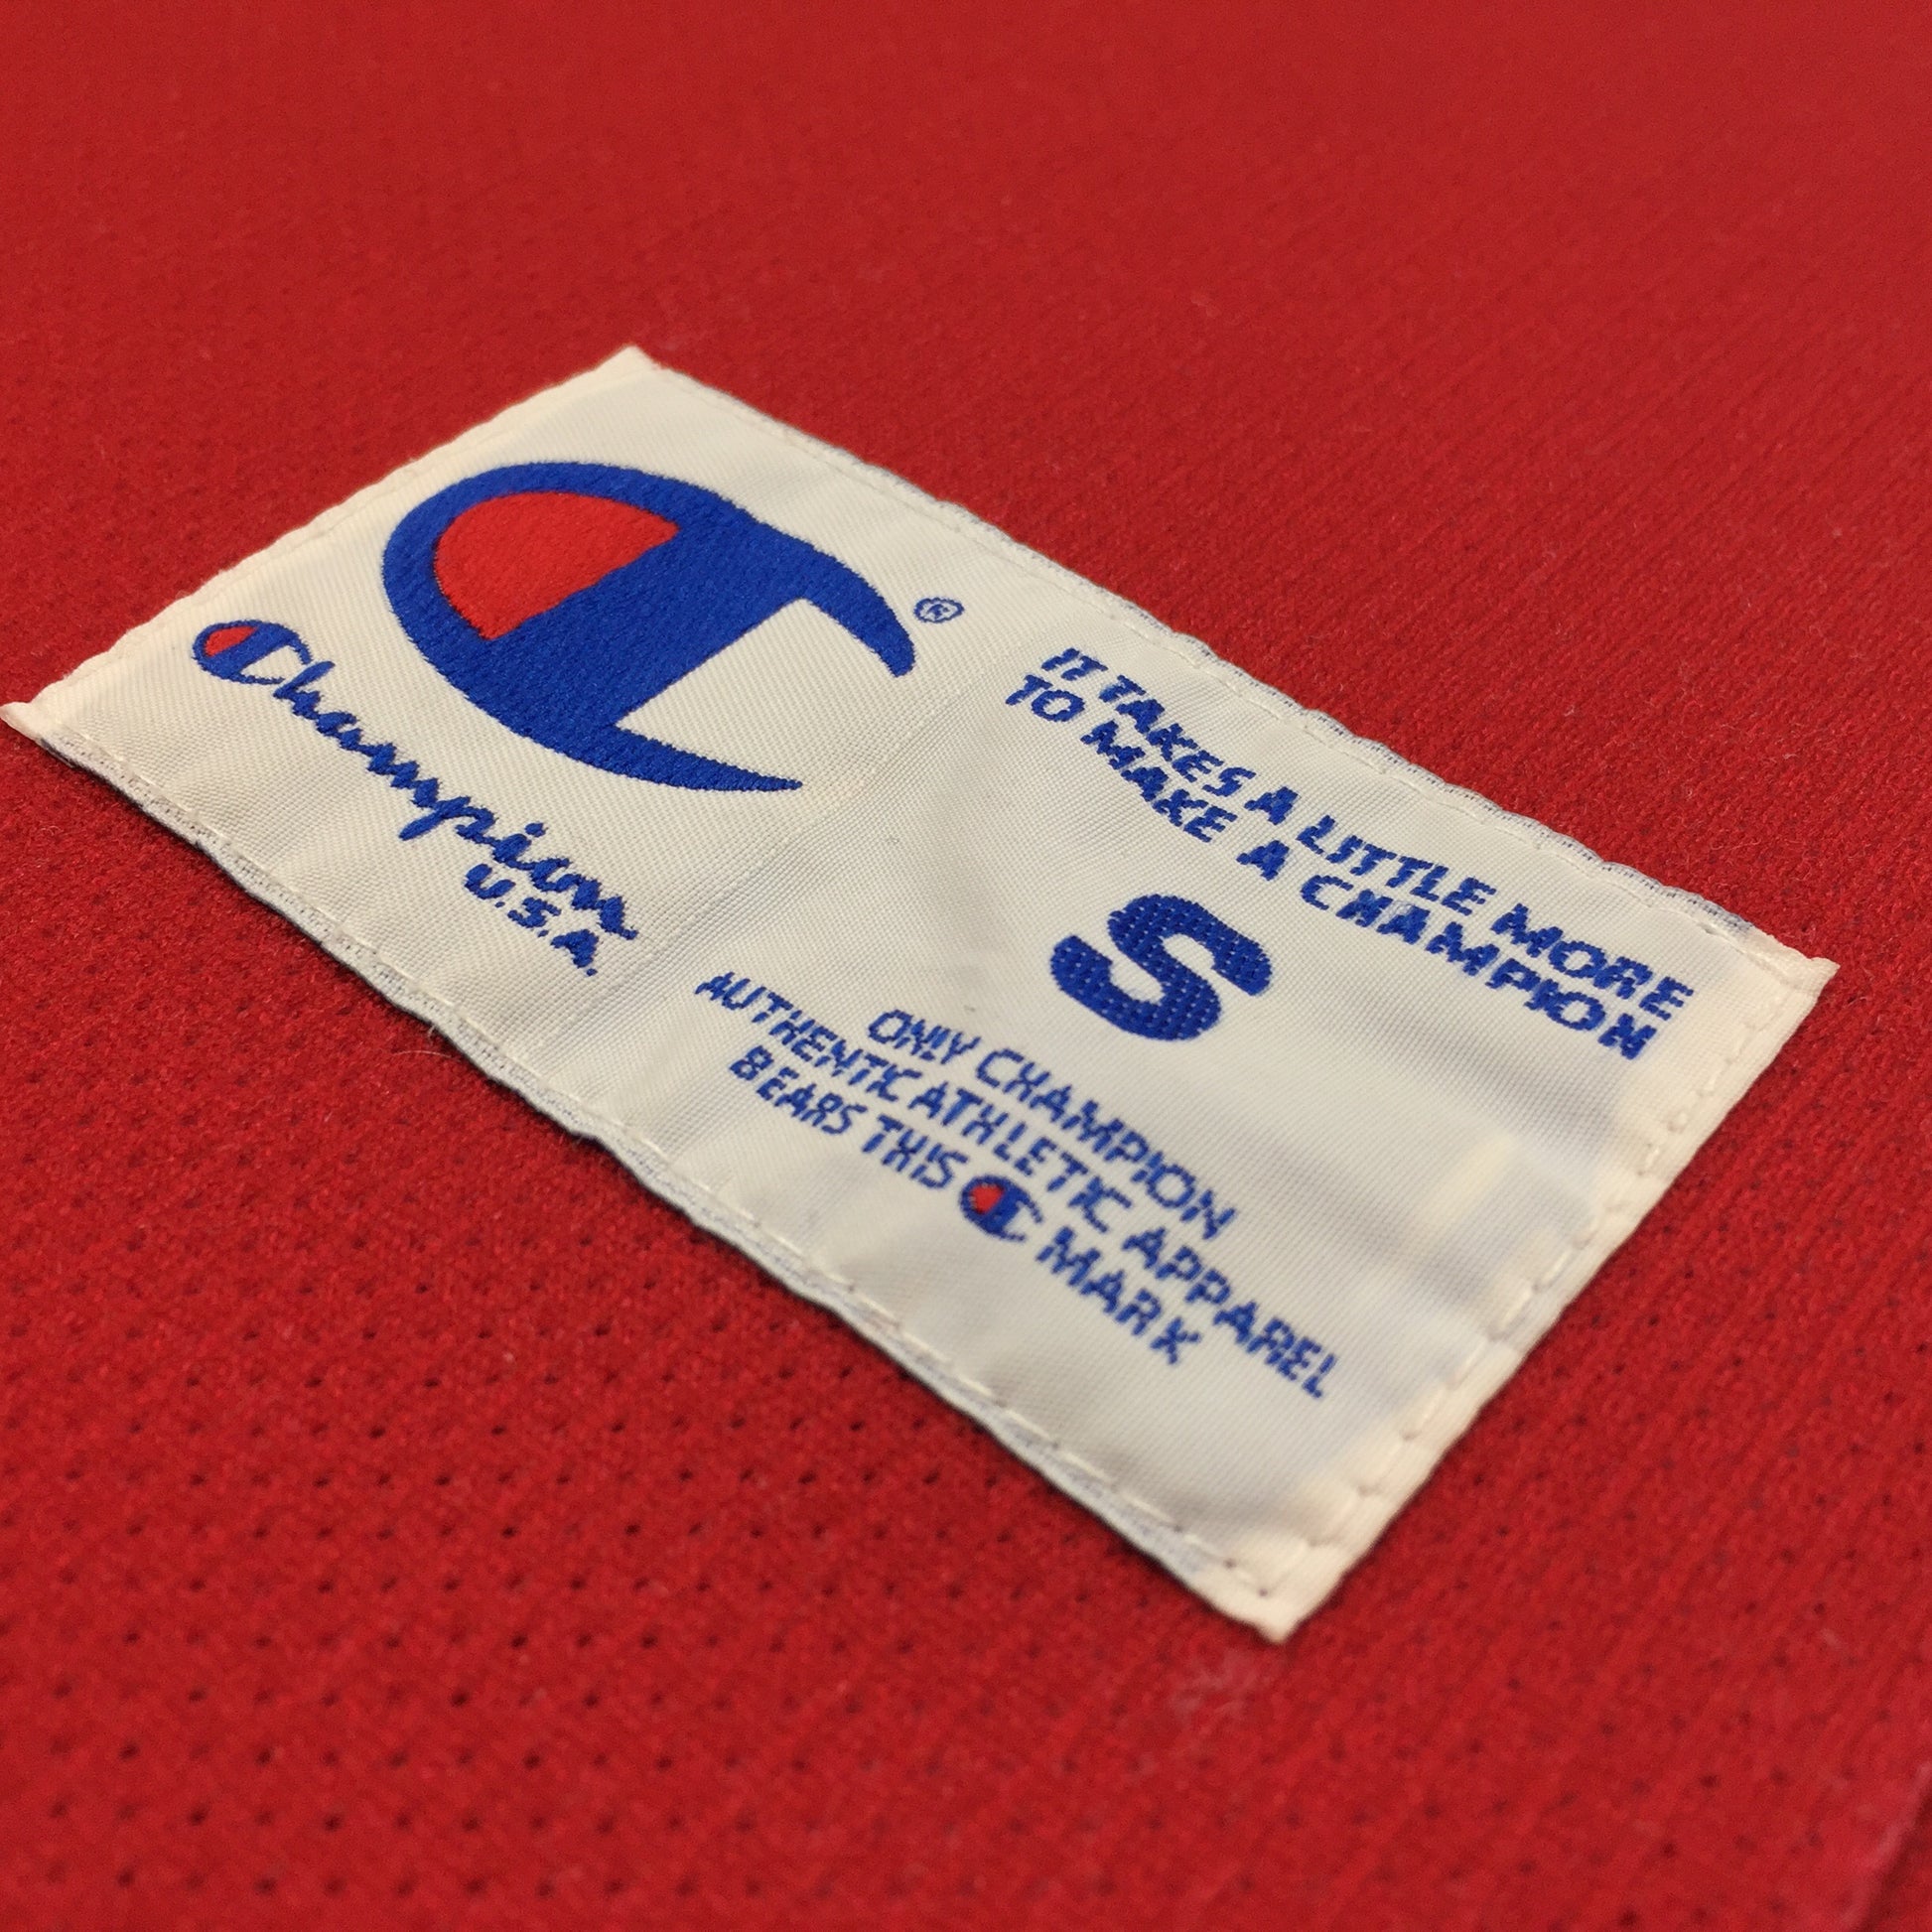 Champion
U.S.A.
®
IT TAKES A LITTLE MORE
TO MAKE A CHAMPION
S
ONLY CHAMPION
AUTHENTIC ATHLETIC APPAREL
BEARS THIS C MARK